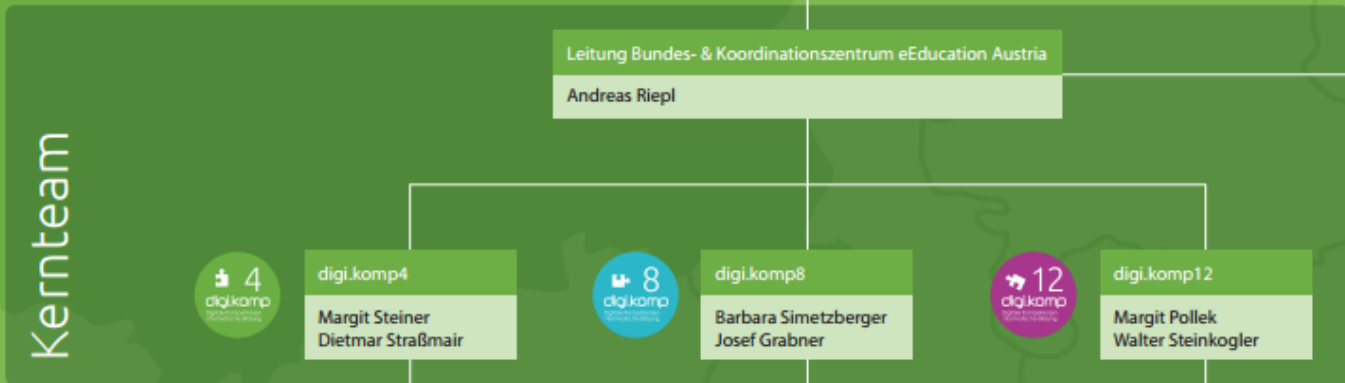 Kernteam
Leitung Bundes- & Koordinationszentrum eEducation Austria
Andreas Riepl
4
digi.komp
digi.komp4
Margit Steiner
Dietmar Straßmair
8
digi.komp
digi.komp8
Barbara Simetzberger
Josef Grabner
12
digi.komp
digi.komp12
Margit Pollek
Walter Steinkogler